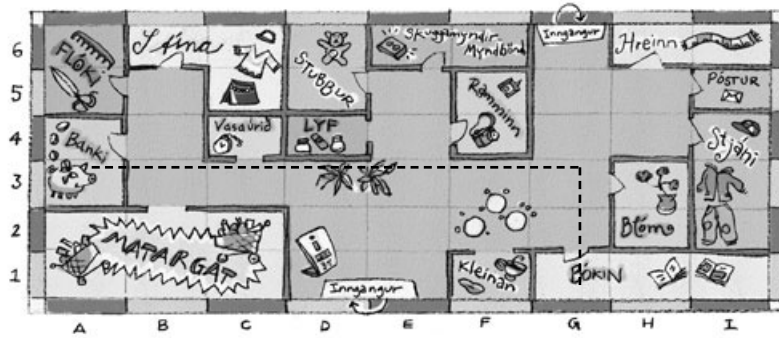 6
FLÓKI
Stína
STUBBUR
Skuggamyndir
Myndbönd
Inngangur
Hreinn
5
Ramminn
PÓSTUR
4
Banki
Vasaúrið
LYF
Stjáni
3
Blóm
2
MATARGAT
1
Inngangur
Kleinan
BÓKIN
A B C D E F G H I